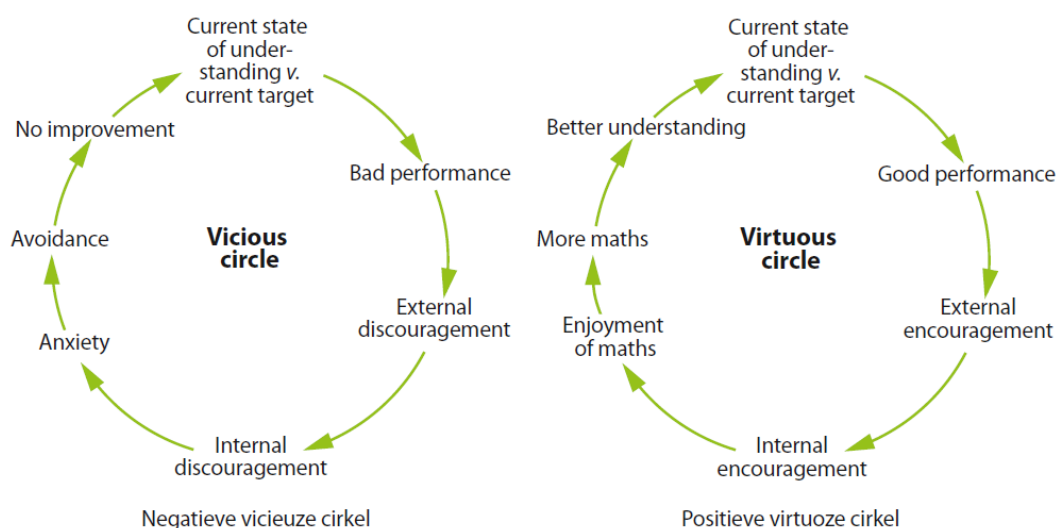 Current state
of under-
standing v.
current target
Bad performance
External
discouragement
Internal
discouragement
Anxiety
Avoidance
No improvement
Vicious
circle
Negatieve vicieuze cirkel
Current state
of under-
standing v.
current target
Good performance
External
encouragement
Internal
encouragement
Enjoyment
of maths
More maths
Better understanding
Virtuous
circle
Positieve virtuoze cirkel